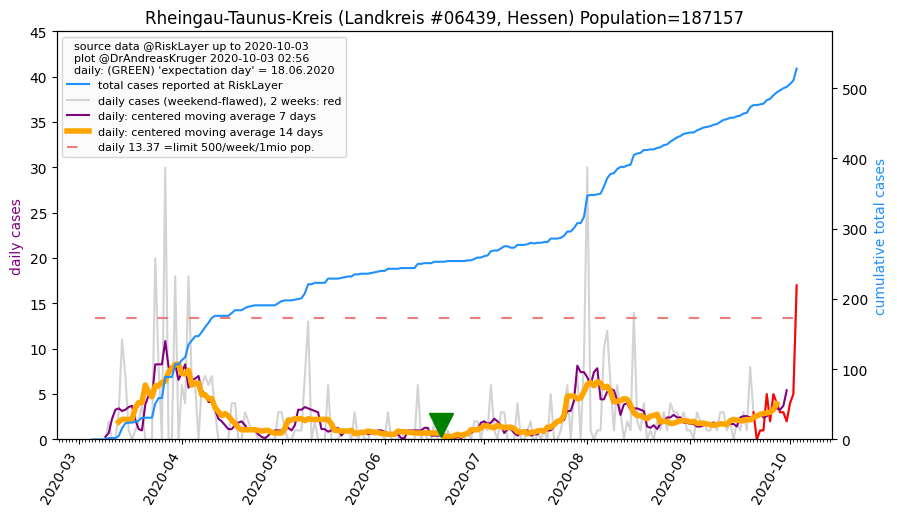 Rheingau-Taunus-Kreis (Landkreis #06439, Hessen) Population=187157
source data @RiskLayer up to 2020-10-03
plot @DrAndreasKruger 2020-10-03 02:56
daily: (GREEN) 'expectation day' = 18.06.2020
total cases reported at RiskLayer
daily cases (weekend-flawed), 2 weeks: red
daily: centered moving average 7 days
daily: centered moving average 14 days
daily 13.37 =limit 500/week/1mio pop.
daily cases
45
40
35
30
25
20
15
10
5
0
500
400
300
200
100
0
cumulative total cases
2020-03
2020-04
2020-05
2020-06
2020-07
2020-08
2020-09
2020-10